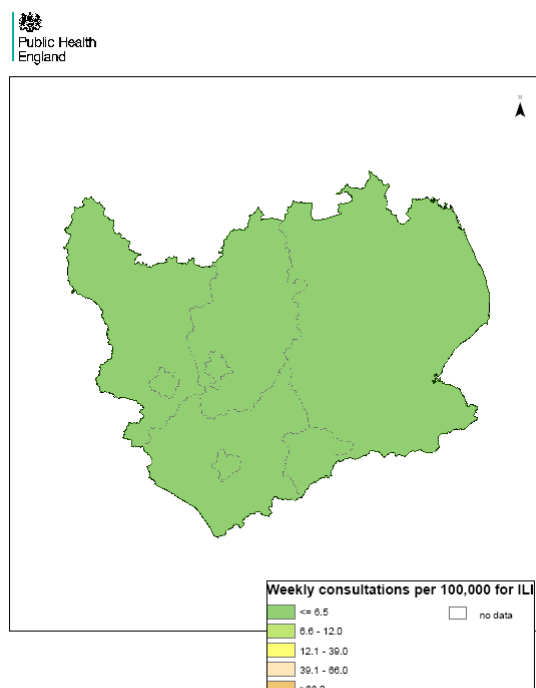 Public Health
England
N
Weekly consultations per 100,000 for ILI
<= 6.5
no data
6.6 - 12.0
12.1 - 39.0
39.1 - 66.0